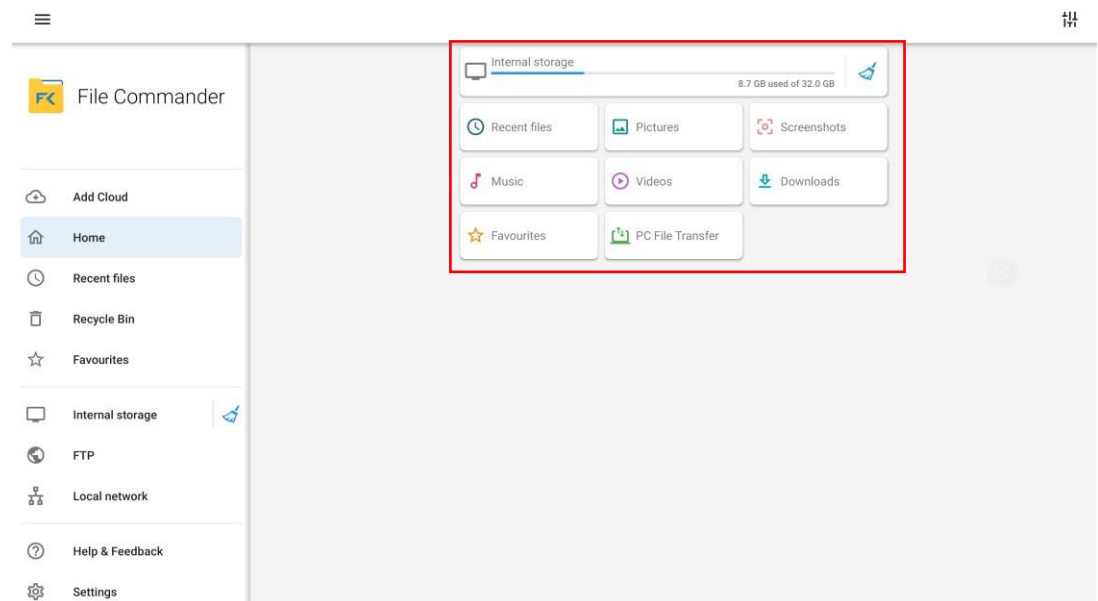 File Commander
Add Cloud
Home
Recent files
Recycle Bin
Favourites
Internal storage
FTP
Local network
Help & Feedback
Settings
Internal storage
8.7 GB used of 32.0 GB
Recent files
Pictures
Screenshots
Music
Videos
Downloads
Favourites
PC File Transfer